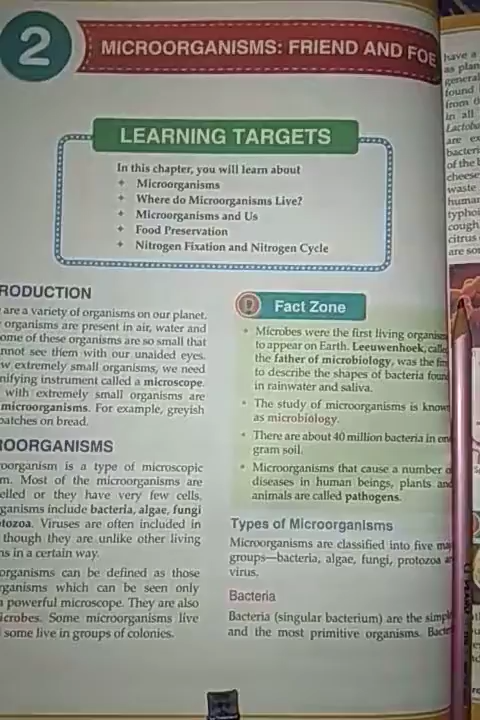 2
MICROORGANISMS: FRIEND AND FOE
LEARNING TARGETS
In this chapter, you will learn about
+ Microorganisms
+ Where do Microorganisms Live?
+ Microorganisms and Us
+ Food Preservation
+ Nitrogen Fixation and Nitrogen Cycle
RODUCTION
are a variety of organisms on our planet.
organisms are present in air, water and
ome of these organisms are so small that
nnot see them with our unaided eyes.
w extremely small organisms, we need
nifying instrument called a microscope.
with extremely small organisms are
microorganisms. For example, greyish
patches on bread.
ROORGANISMS
roorganism is a type of microscopic
m. Most of the microorganisms are
elled or they have very few cells.
ganisms include bacteria, algae, fungi
tozoa. Viruses are often included in
though they are unlike other living
ns in a certain way.
organisms can be defined as those
rganisms which can be seen only
a powerful microscope. They are also
icrobes. Some microorganisms live
some live in groups of colonies.
Fact Zone
• Microbes were the first living organisms
to appear on Earth. Leeuwenhoek, calle
the father of microbiology, was the
to describe the shapes of bacteria foun
in rainwater and saliva.
• The study of microorganisms is know
as microbiology.
• There are about 40 million bacteria in on
gram soil.
• Microorganisms that cause a number o
diseases in human beings, plants and
animals are called pathogens.
Types of Microorganisms
Microorganisms are classified into five
groups—bacteria, algae, fungi, protozoa a
virus.
Bacteria
Bacteria (singular bacterium) are the simpl
and the most primitive organisms. Bacte
have a
as plan
general
found
from
in all
Lactoba
are ex
bacteri
of the
cheese
waste
human
typhoi
cough
citrus
are so